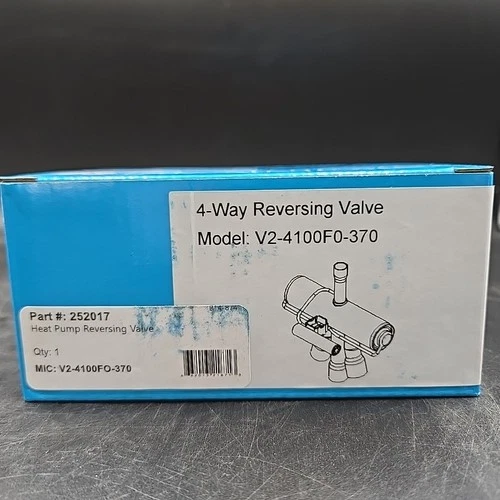 4-Way Reversing Valve
Model: V2-4100F0-370
Part #: 252017
Heat Pump Reversing Valve
Qty: 1
MIC: V2-4100FO-370